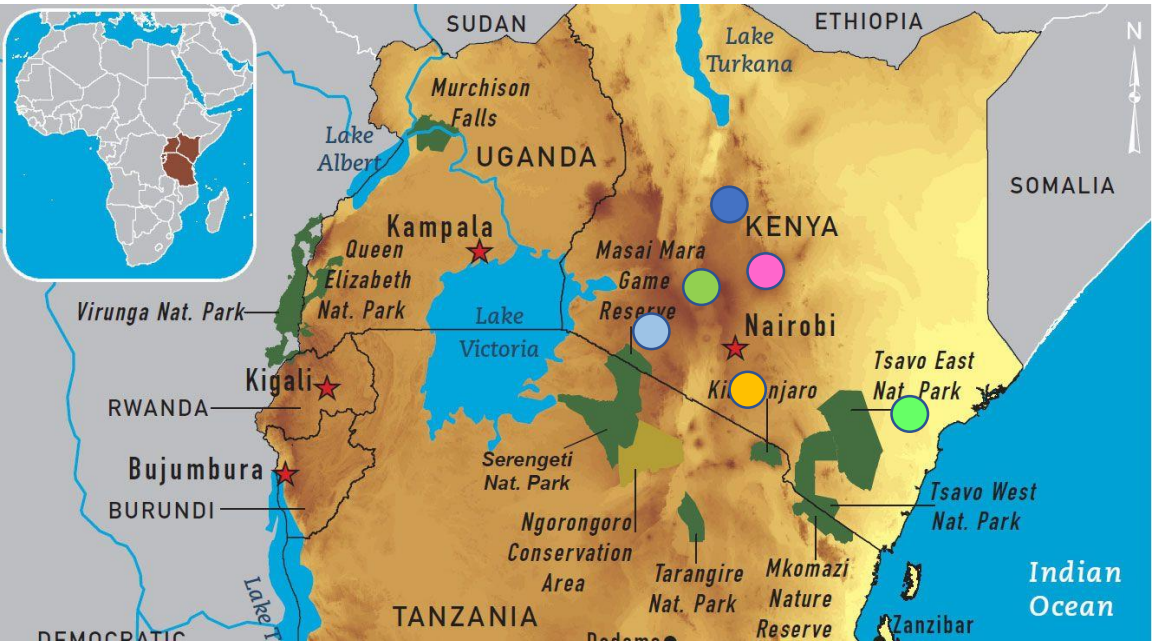 SUDAN
ETHIOPIA
N
Lake
Turkana
Murchison
Falls
Lake
Albert
UGANDA
SOMALIA
Kampala
KENYA
Queen
Elizabeth
Nat. Park
Masai Mara
Game
Reserve
Virunga Nat. Park
Lake
Victoria
Nairobi
Tsavo East
Nat. Park
Kigali
RWANDA
Serengeti
Nat. Park
Bujumbura
BURUNDI
Tsavo West
Nat. Park
Ngorongoro
Conservation
Area
Tarangire
Nat. Park
Mkomazi
Nature
Reserve
Indian
Ocean
Lake
TANZANIA
Zanzibar